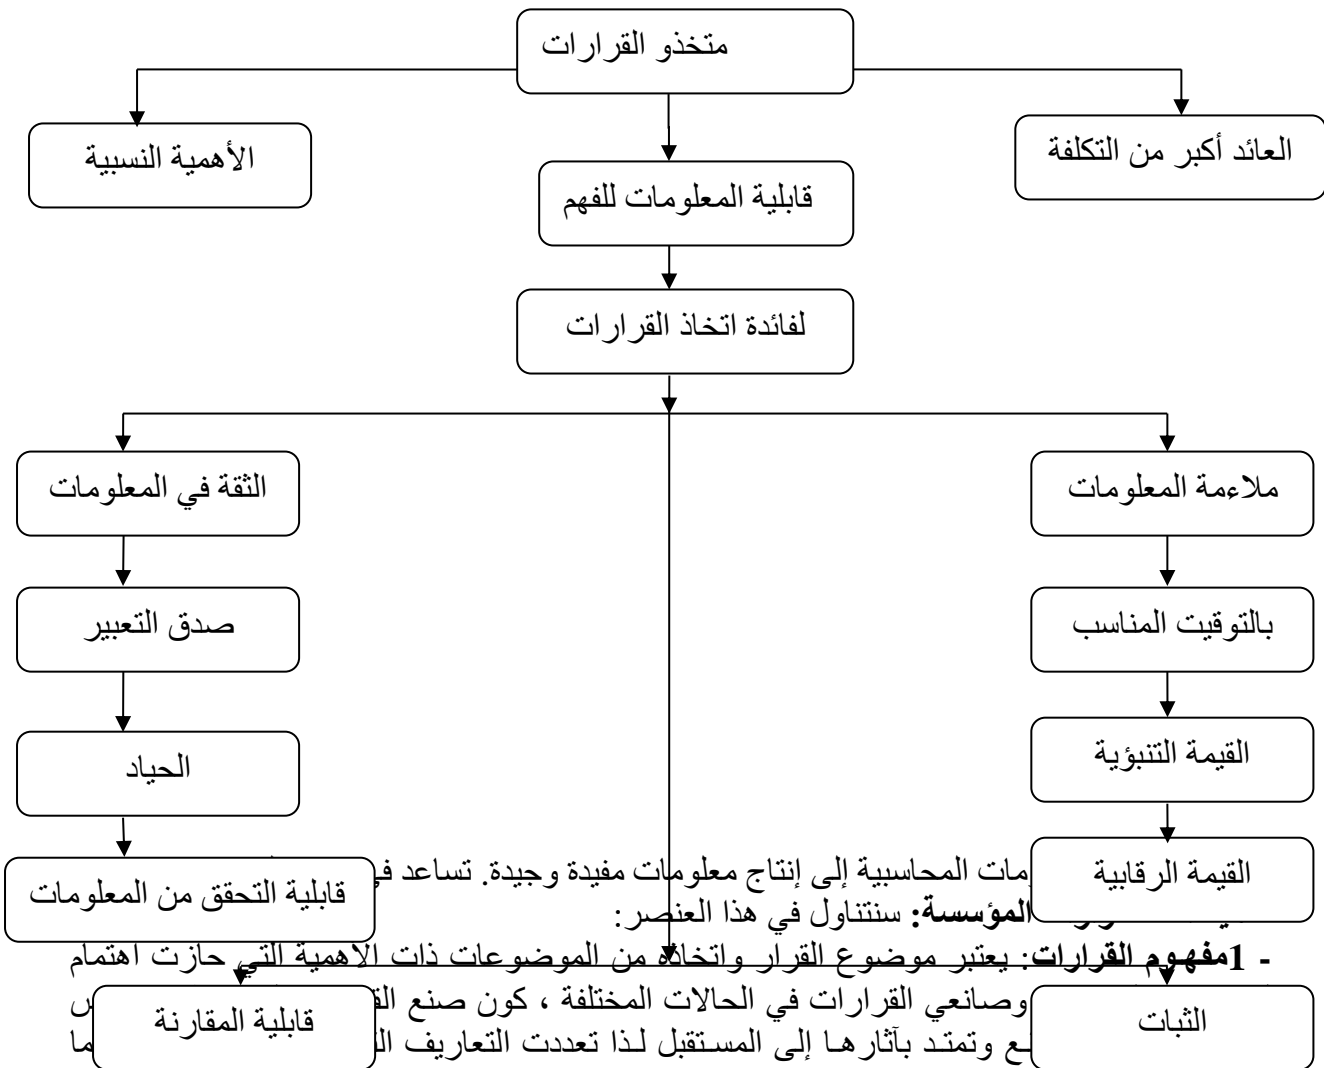 متخذو القرارات
العائد أكبر من التكلفة
الأهمية النسبية
قابلية المعلومات للفهم
لفائدة اتخاذ القرارات
ملاءمة المعلومات
الثقة في المعلومات
بالتوقيت المناسب
صدق التعبير
القيمة التنبؤية
الحياد
القيمة الرقابية
قابلية التحقق من المعلومات
المحاسبية إلى إنتاج معلومات مفيدة وجيدة. تساعد
المؤسسة: سنتناول في هذا العنصر:
- 1مفهوم القرارات: يعتبر موضوع القرار واتخاذه من الموضوعات ذات الأهمية التي حازت اهتمام
وصانعي القرارات في الحالات المختلفة ، كون صنع
وتمتد بآثارها إلى المستقبل لذا تعددت التعاريف
الثبات
قابلية المقارنة